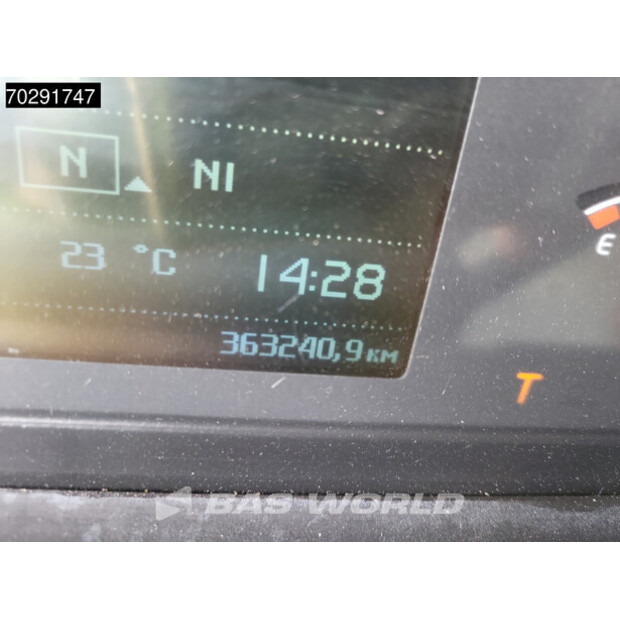 70291747
N NI
23 °C 14:28
363240,9 KM
E
T
BAS WORLD